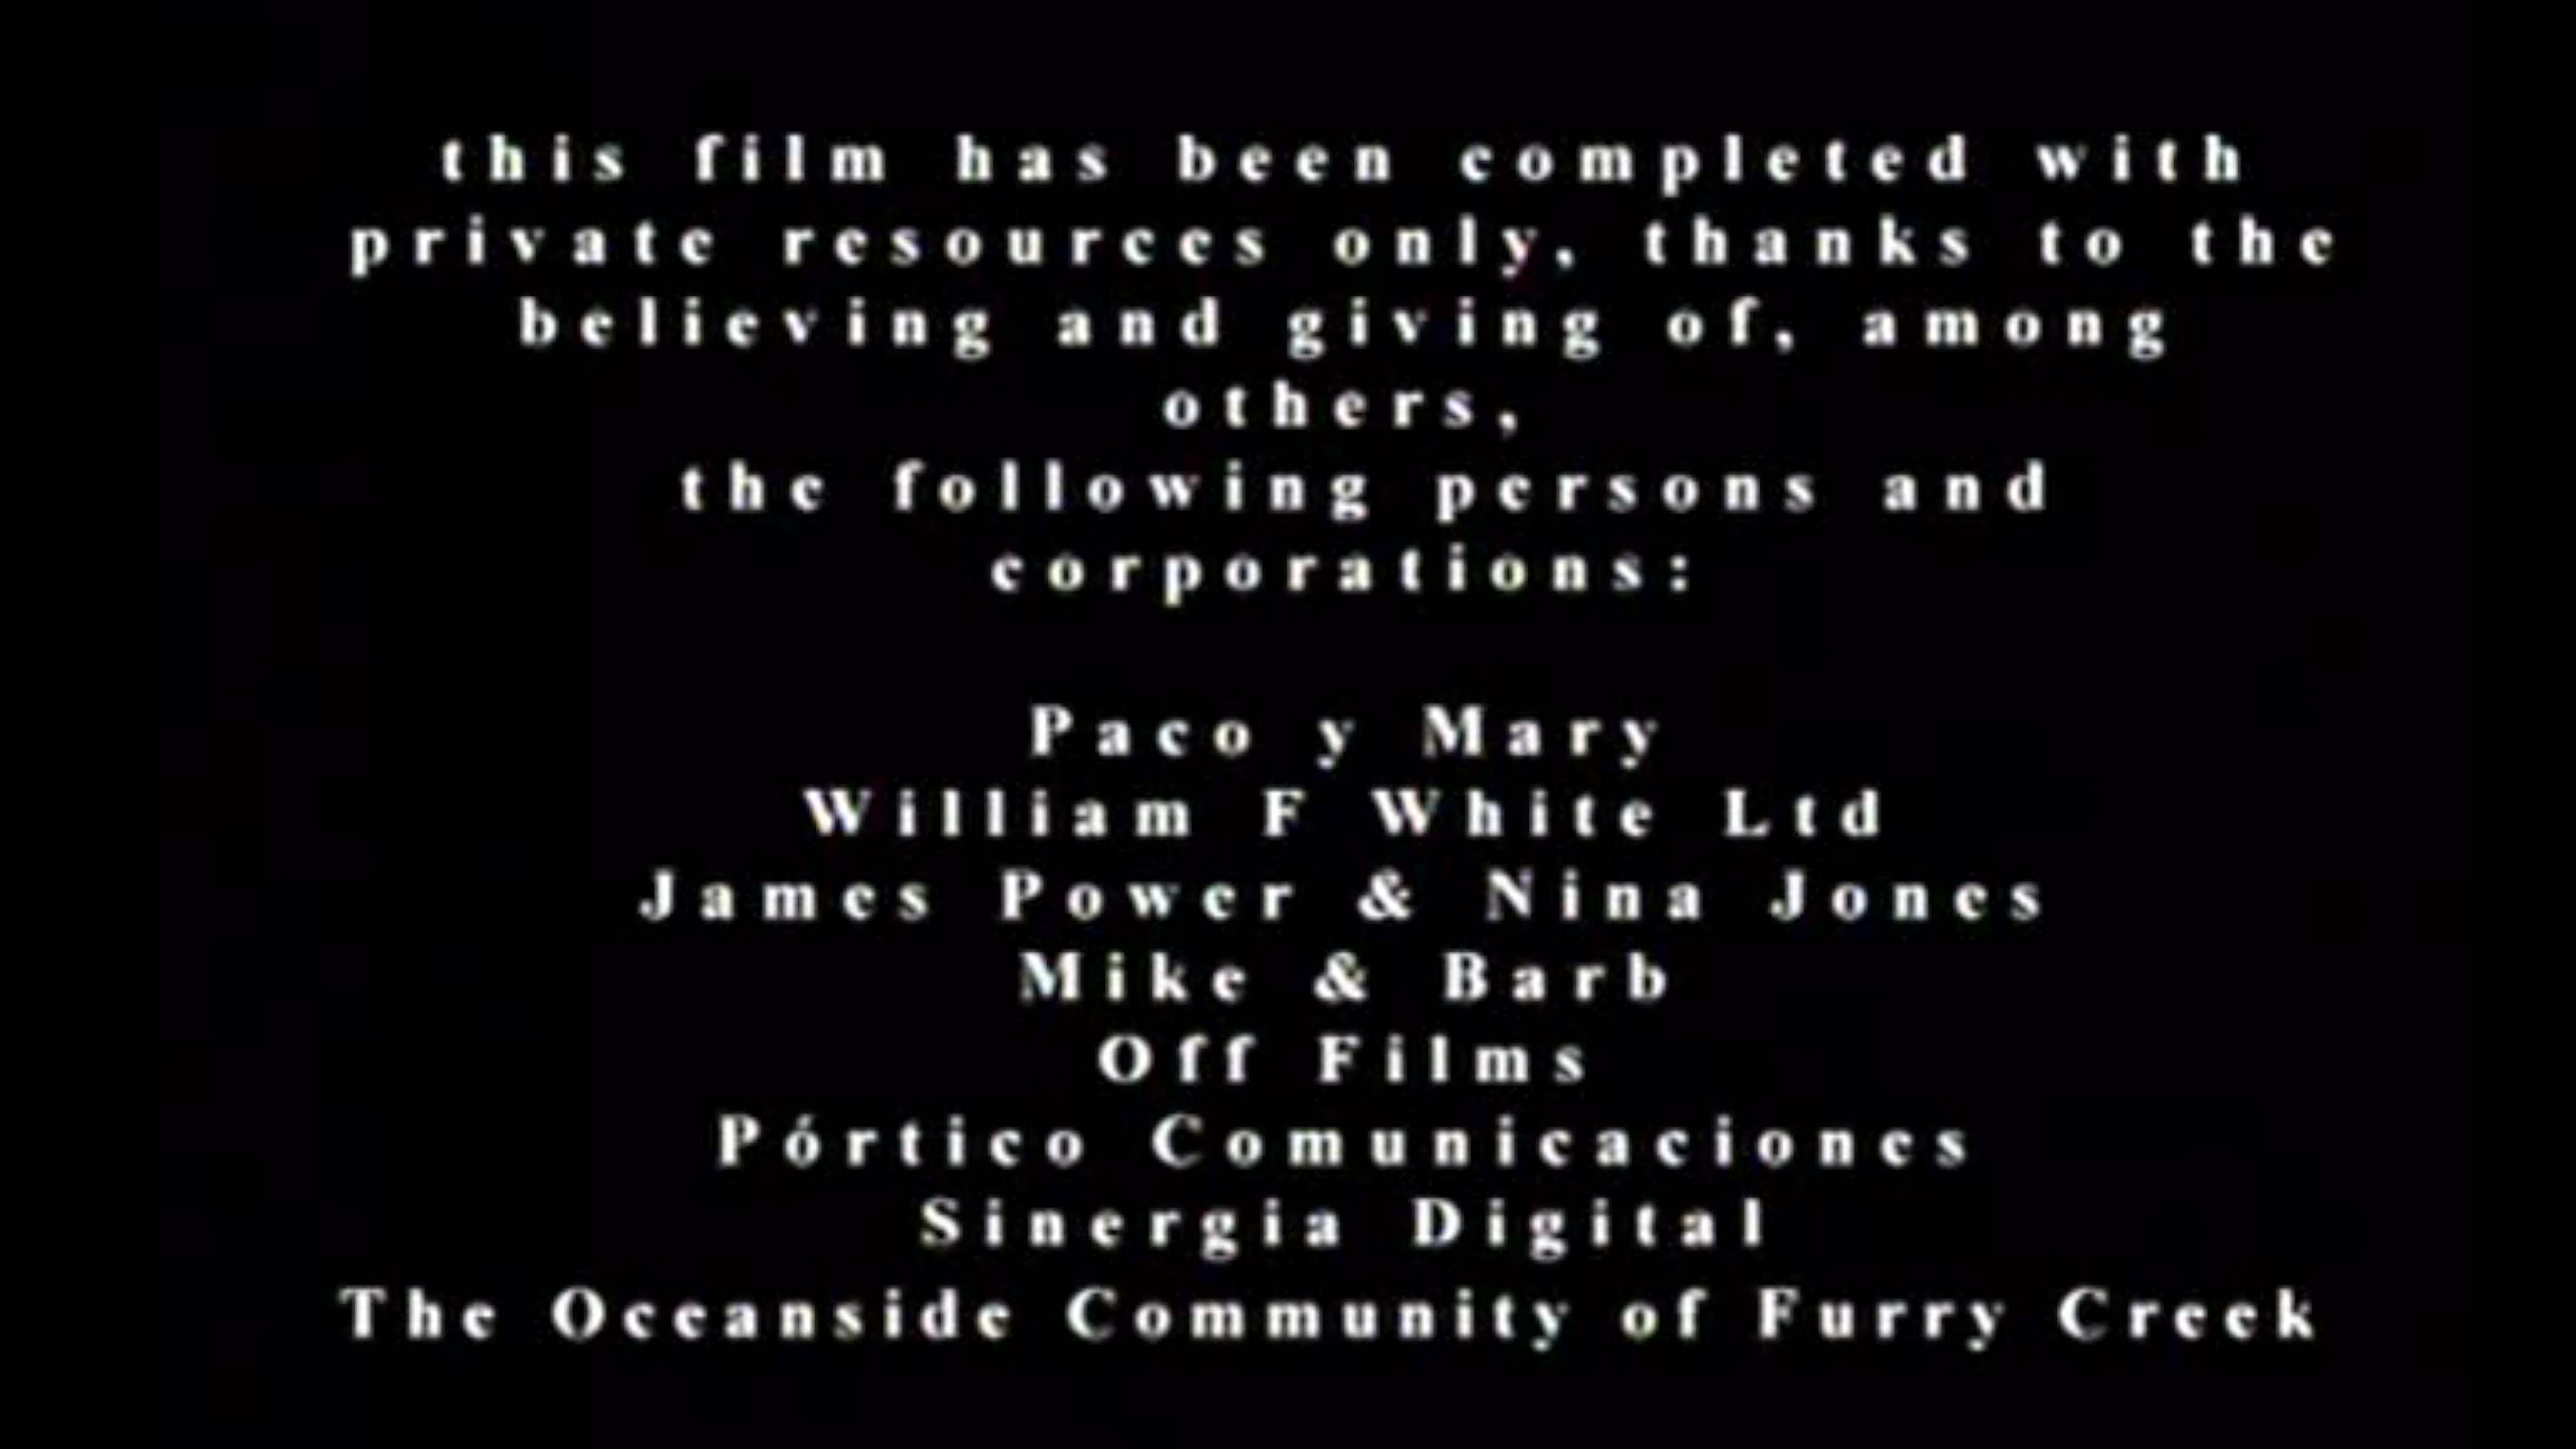 this film has been completed with
private resources only, thanks to the
believing and giving of, among
others,
the following persons and
corporations:
Paco y Mary
William F White Ltd
James Power & Nina Jones
Mike & Barb
Off Films
Pórtico Comunicaciones
Sinergia Digital
The Oceanside Community of Furry Creek